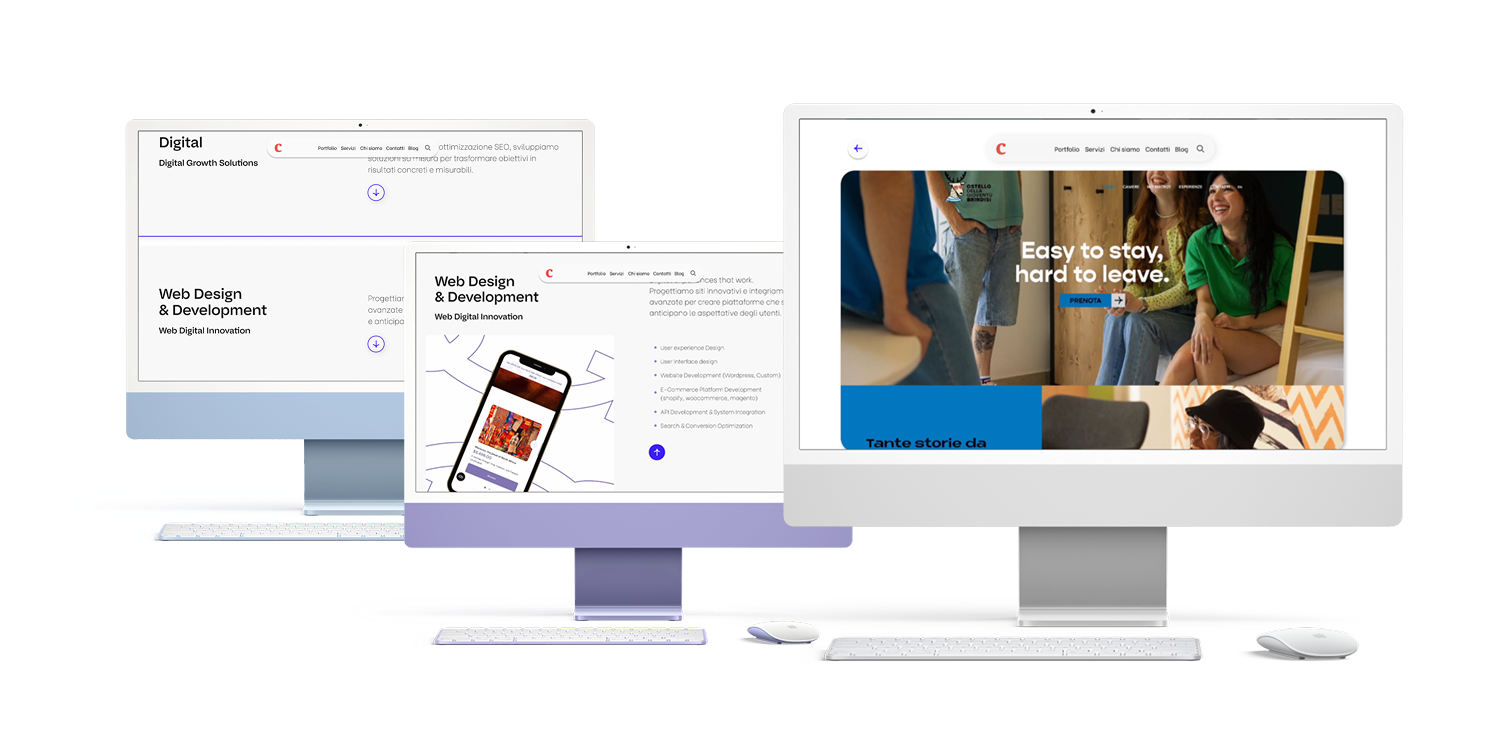 Digital
Digital Growth Solutions
c
Portfolio Servizi Chi siamo Contatti Blog
ottimizzazione SEO, sviluppiamo
soluzioni su misura per trasformare obiettivi in
risultati concreti e misurabili.
Web Design
& Development
Web Digital Innovation
Progettiam
avanzate
e anticipa
Web Design
& Development
Web Digital Innovation
c
Portfolio Servizi Chi siamo Contatti Blog
that work.
Progettiamo siti innovativi e integriam
avanzate per creare piattaforme che s
anticipano le aspettative degli utenti.
User experience Design
User interface design
Website Development (Wordpress, Custom)
E-Commerce Platform Development
(shopify, woocommerce, magento)
API Development & System Integration
Search & Conversion Optimization
c
Portfolio Servizi Chi siamo Contatti Blog
OSTELLO
DELLA
GIOVENTÙ
BRINDISI
CAMERE
ESPERIENZE
Easy to stay,
hard to leave.
PRENOTA
Tante storie da